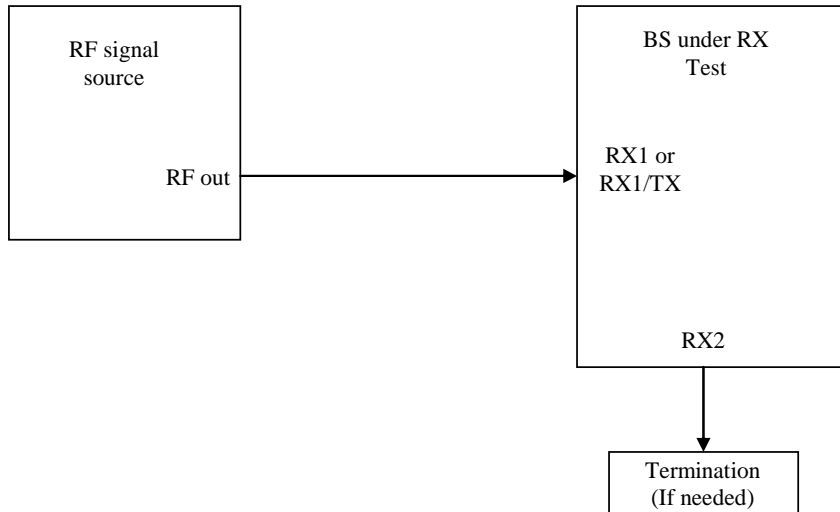 RF signal
source
RF out
BS under RX
Test
RX1 or
RX1/TX
RX2
Termination
(If needed)